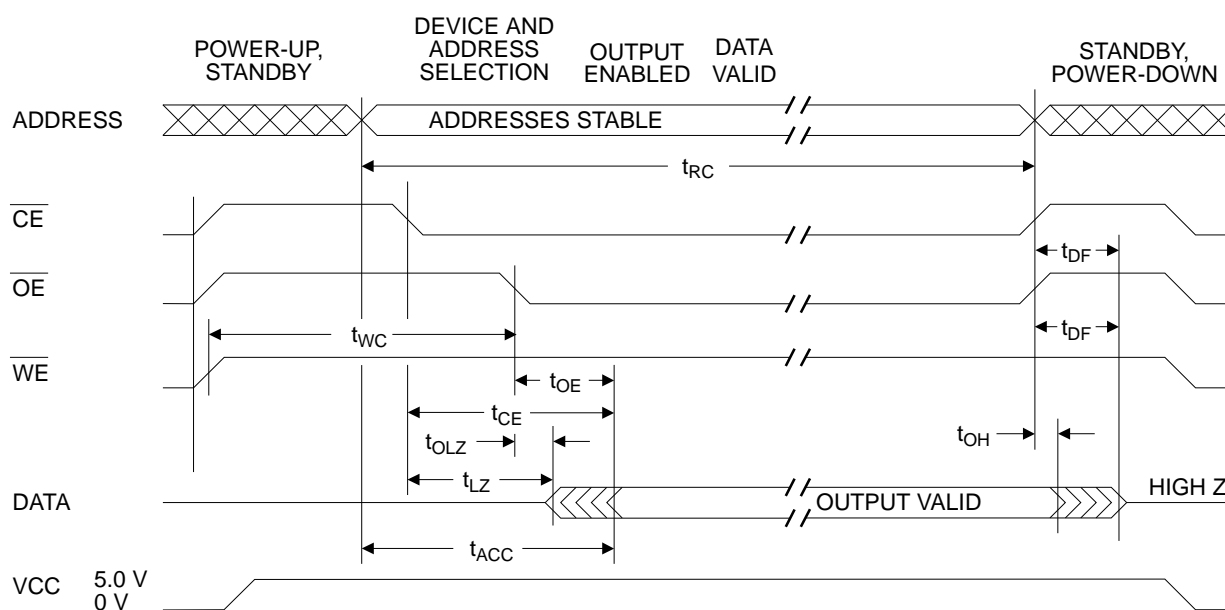 POWER-UP,
STANDBY
DEVICE AND
ADDRESS
SELECTION
OUTPUT
ENABLED
DATA
VALID
STANDBY,
POWER-DOWN
ADDRESS
ADDRESSES STABLE
tRC
CE
tDF
OE
tWC
tDF
WE
tOE
tCE
tOLZ
tOH
tLZ
DATA
OUTPUT VALID
HIGH Z
tACC
VCC
5.0 V
0 V